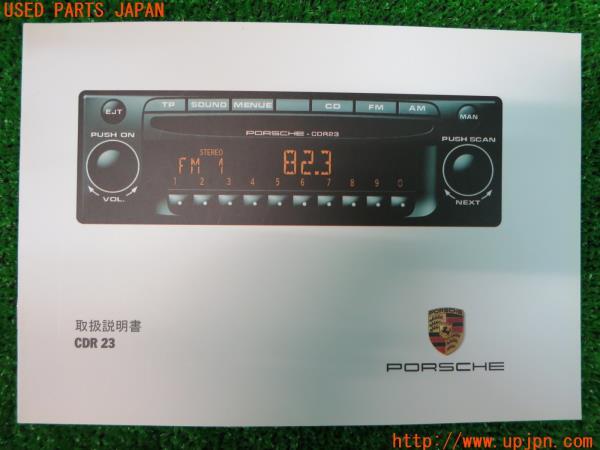 USED PARTS JAPAN
EJT
TP SOUND MENUE CD FM AM
MAN
PORSCHE - CDR23
PUSH ON
PUSH SCAN
STEREO
FM 1 82.3
1 2 3 4 5 6 7 8 9 0
VOL.
NEXT
取扱説明書
CDR 23
PORSCHE
PORSCHE
http://www.upjpn.com